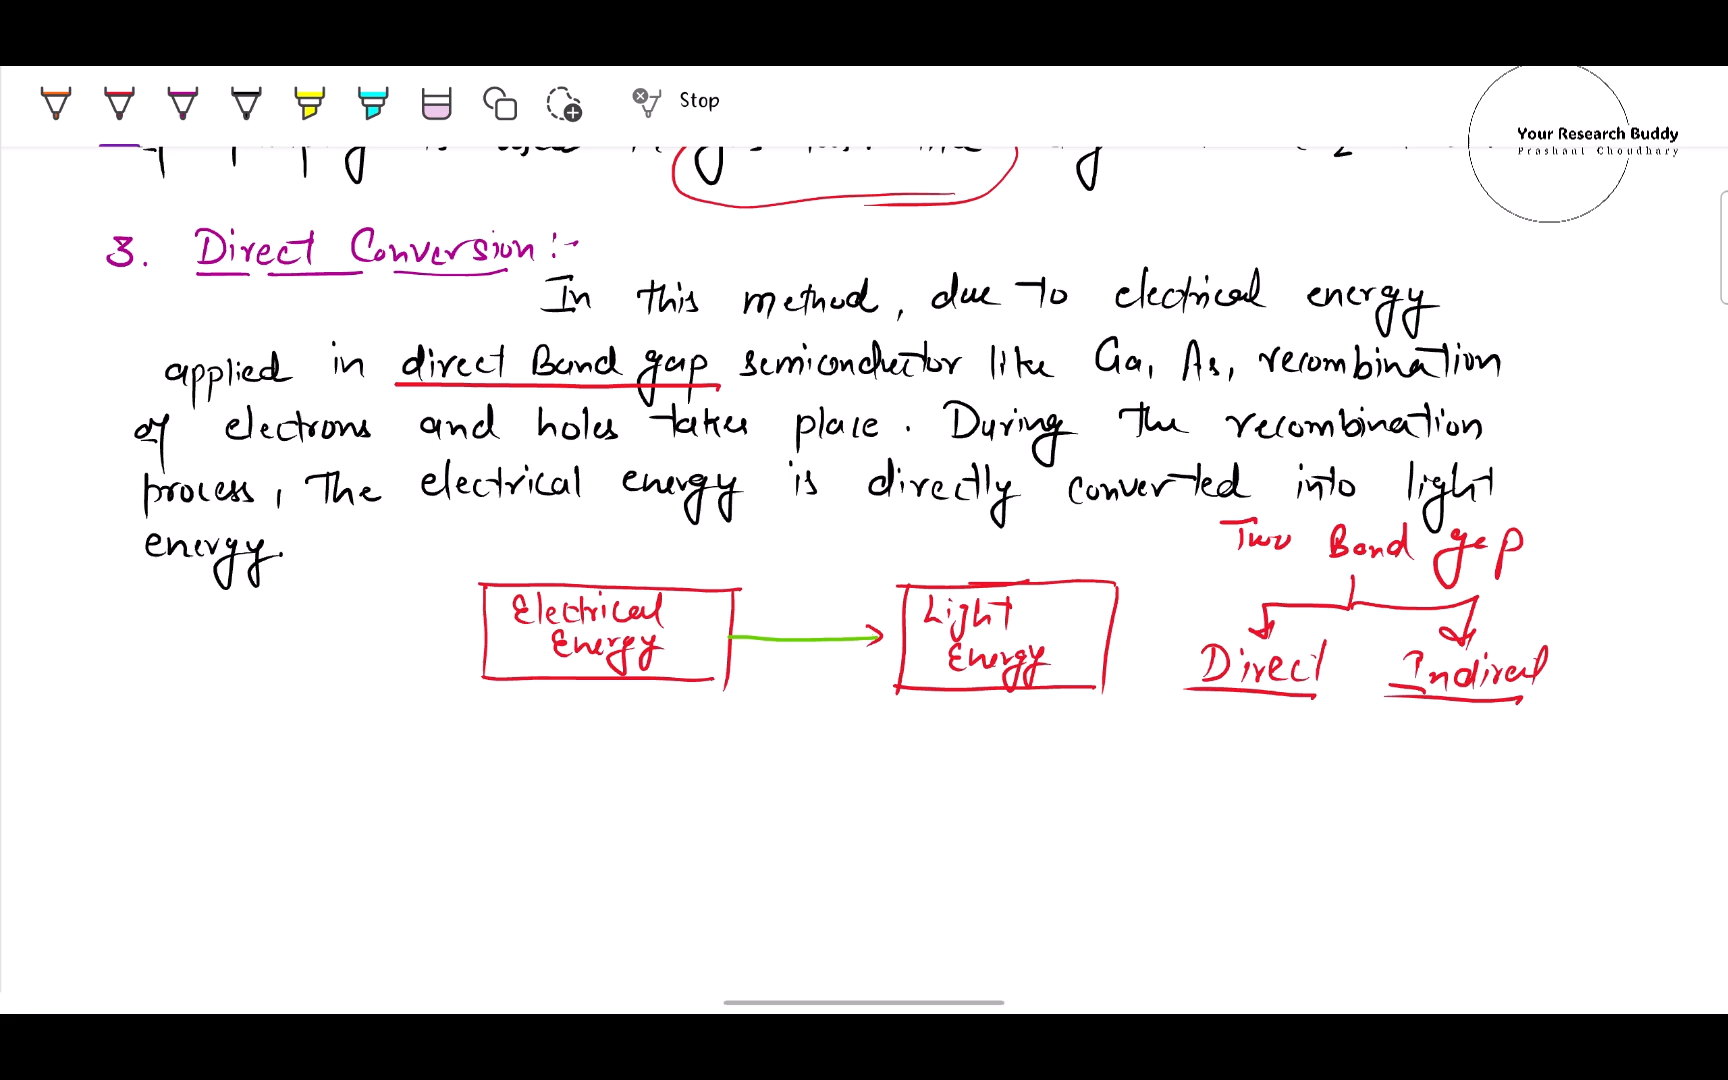 Stop
Your Research Buddy
Prashant Choudhary
3. Direct Conversion :-
In this method, due to electrical energy
applied in direct Band gap semiconductor like Ga, As, recombination
of electrons and holes takes place. During the recombination
process, The electrical energy is directly converted into light
energy.
Two Band gap
Electrical
Energy
Light
Energy
Direct
Indirect